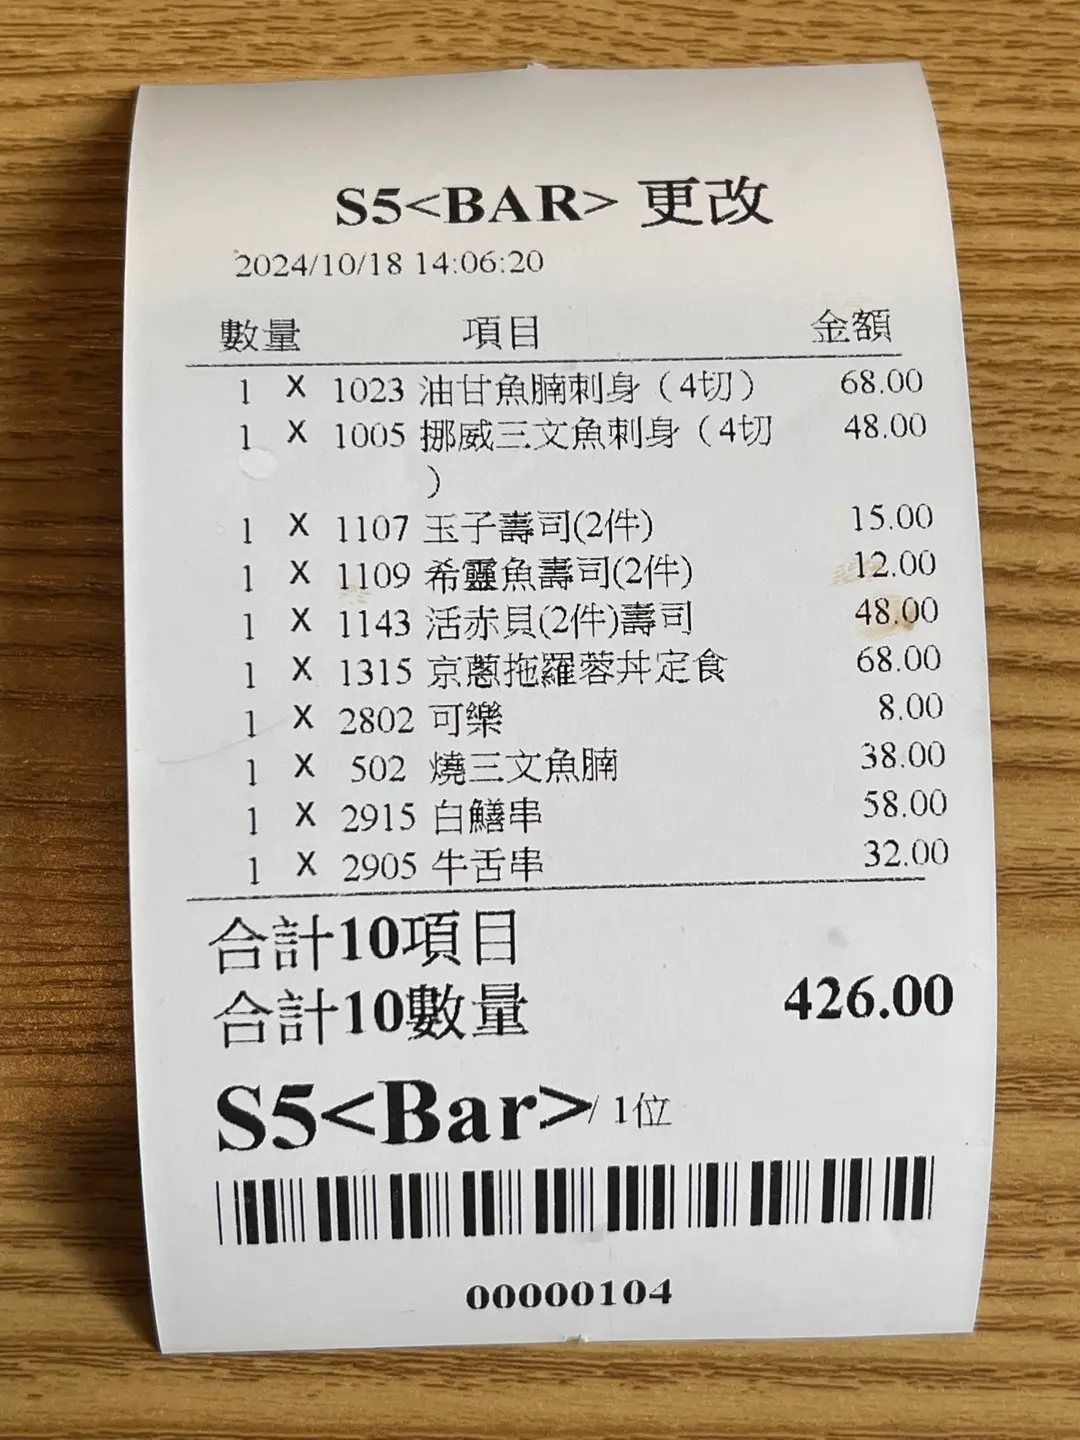 S5<BAR> 更改
2024/10/18 14:06:20
數量 項目 金額
1 X 1023 油甘魚腩刺身（4切） 68.00
1 X 1005 挪威三文魚刺身（4切 48.00
）
1 X 1107 玉子壽司(2件) 15.00
1 X 1109 希靈魚壽司(2件) 12.00
1 X 1143 活赤貝(2件)壽司 48.00
1 X 1315 京蔥拖羅蓉丼定食 68.00
1 X 2802 可樂 8.00
1 X 502 燒三文魚腩 38.00
1 X 2915 白鱔串 58.00
1 X 2905 牛舌串 32.00
合計10項目
合計10數量 426.00
S5<Bar>/ 1位
00000104